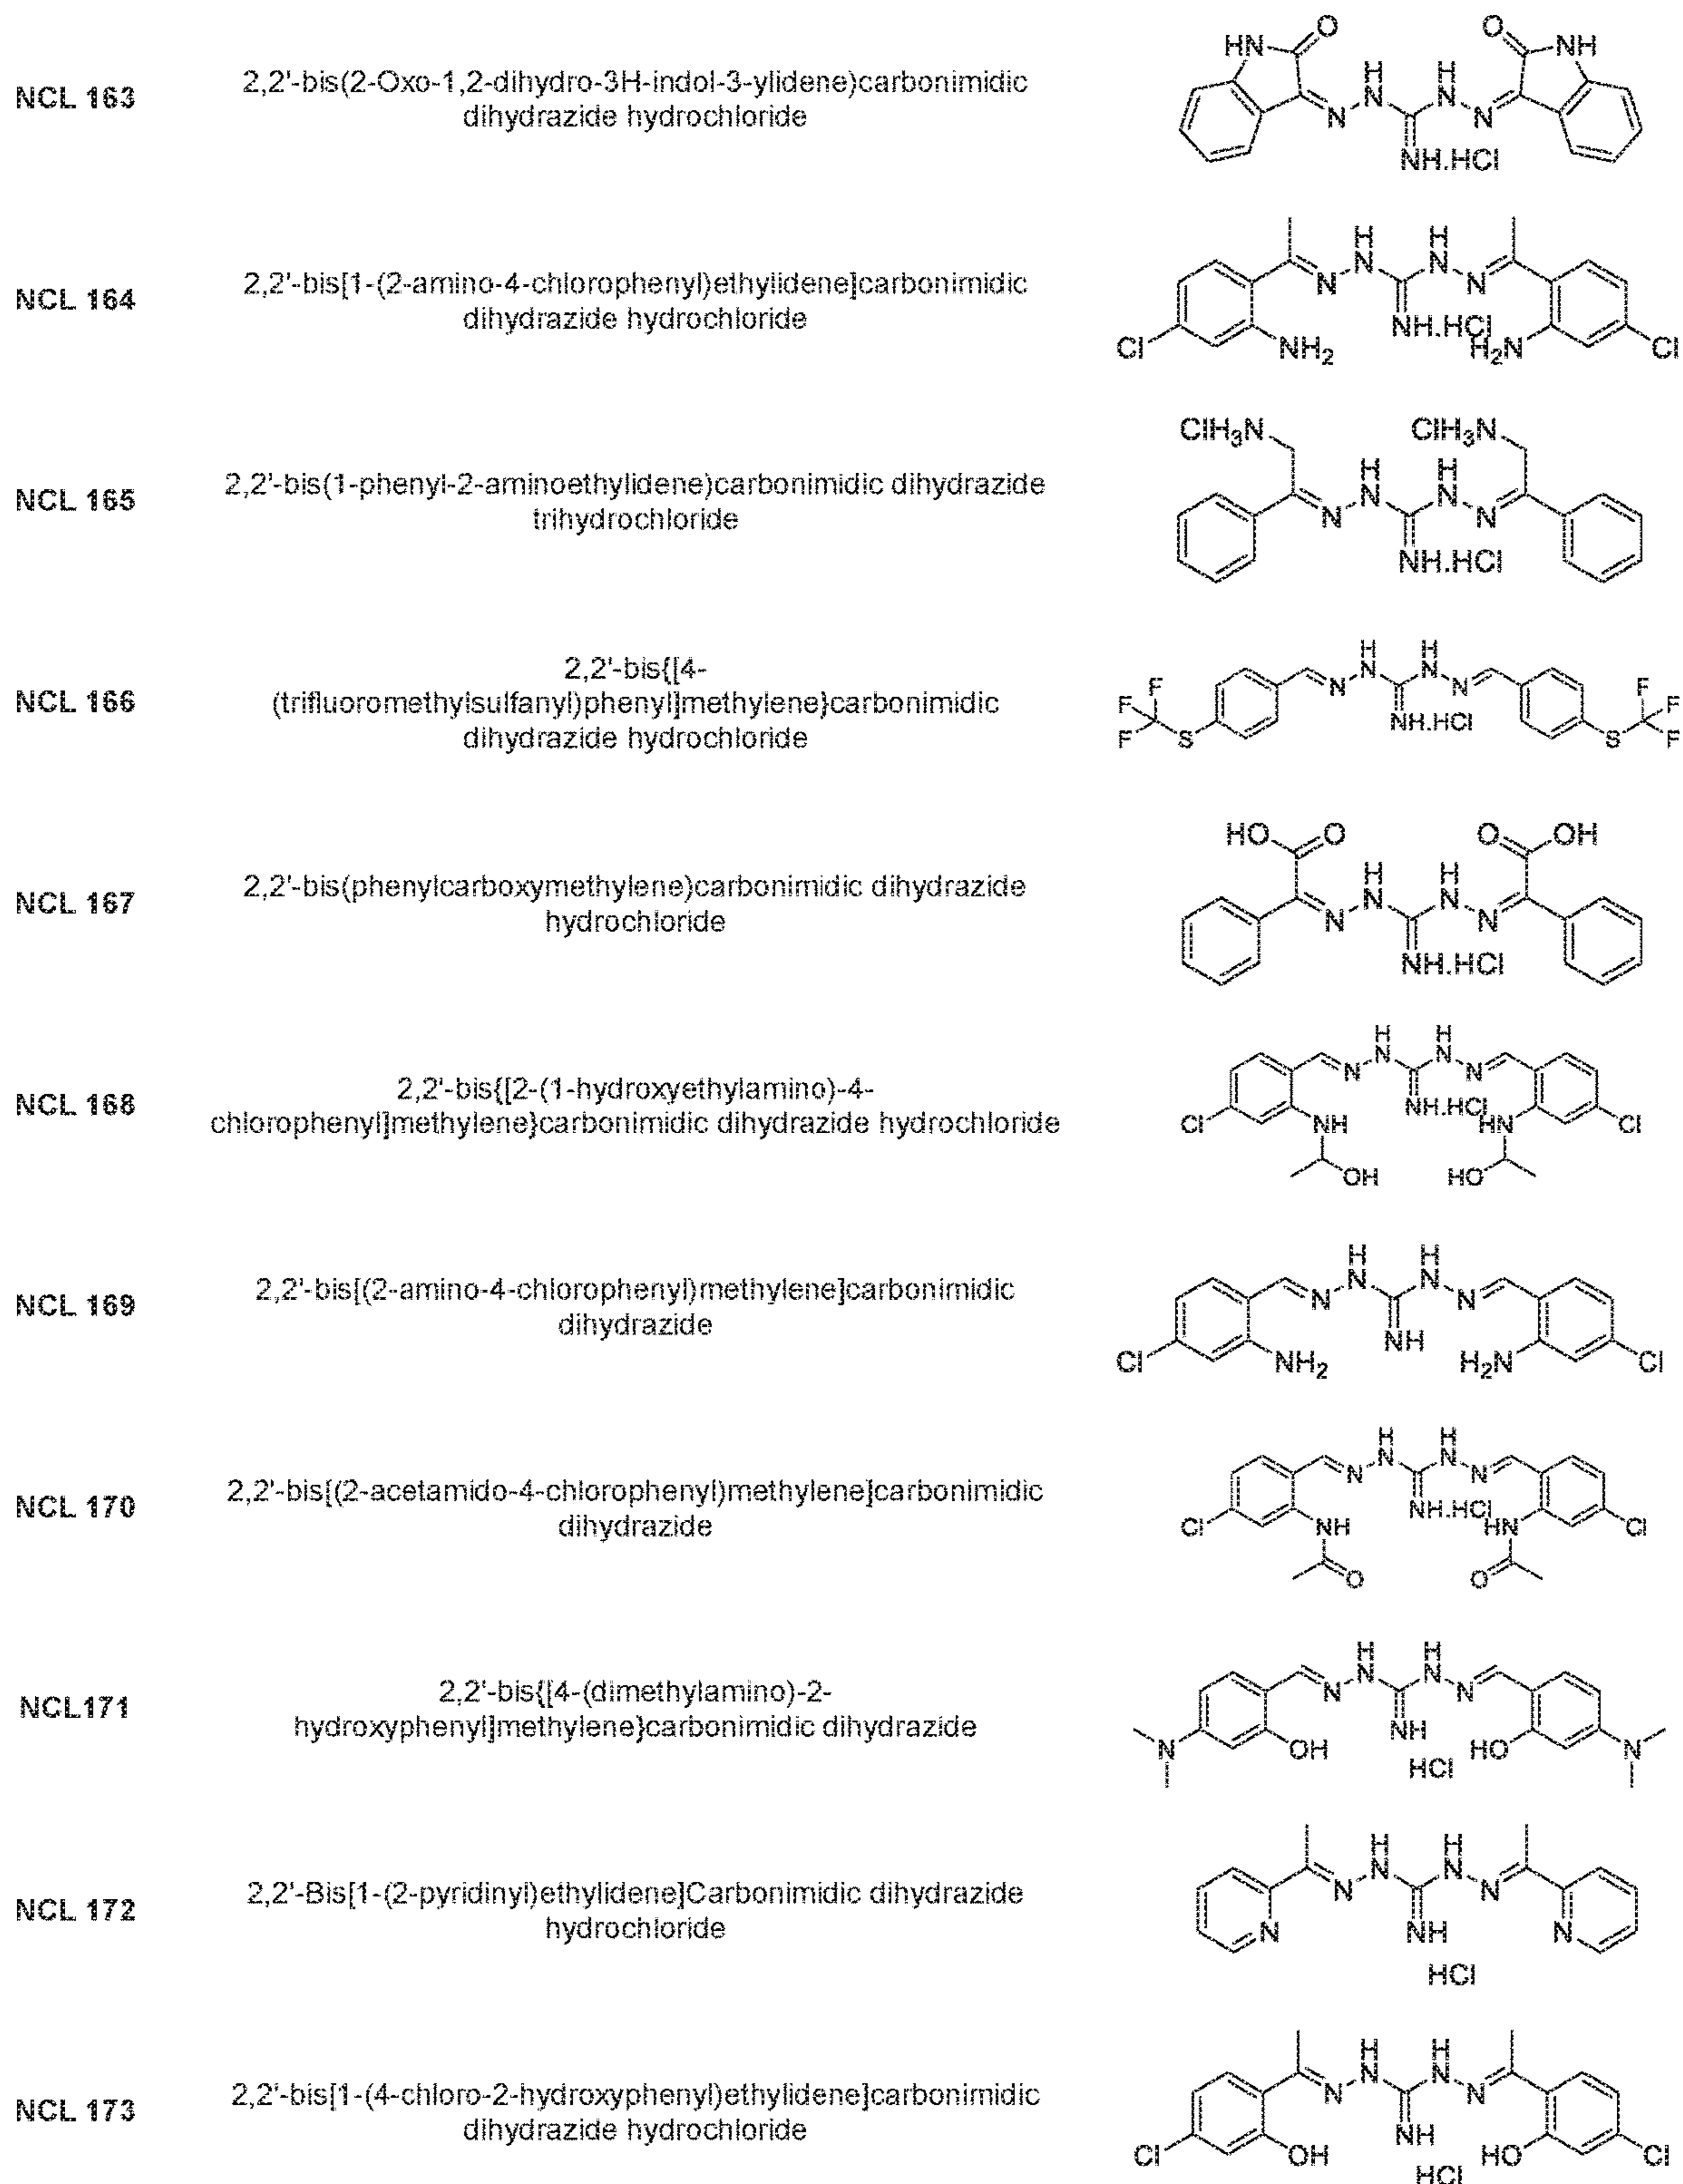 NCL 163
2,2'-bis(2-Oxo-1,2-dihydro-3H-indol-3-ylidene)carbonimidic
dihydrazide hydrochloride
HN O O NH
H H
N N
N N
NH.HCl
NCL 164
2,2'-bis[1-(2-amino-4-chlorophenyl)ethylidene]carbonimidic
dihydrazide hydrochloride
H H
N N
N N
NH.HCl
Cl NH2 H2N Cl
NCL 165
2,2'-bis(1-phenyl-2-aminoethylidene)carbonimidic dihydrazide
trihydrochloride
ClH3N ClH3N
H H
N N
N N
NH.HCl
NCL 166
2,2'-bis{[4-
(trifluoromethylsulfanyl)phenyl]methylene}carbonimidic
dihydrazide hydrochloride
H H
N N
N N
F F F F
NH.HCl
F S S F
NCL 167
2,2'-bis(phenylcarboxymethylene)carbonimidic dihydrazide
hydrochloride
HO O O OH
H H
N N
N N
NH.HCl
NCL 168
2,2'-bis{[2-(1-hydroxyethylamino)-4-
chlorophenyl]methylene}carbonimidic dihydrazide hydrochloride
H H
N N
N N
NH.HCl
Cl NH HN Cl
OH HO
NCL 169
2,2'-bis[(2-amino-4-chlorophenyl)methylene]carbonimidic
dihydrazide
H H
N N
N N
NH
Cl NH2 H2N Cl
NCL 170
2,2'-bis[(2-acetamido-4-chlorophenyl)methylene]carbonimidic
dihydrazide
H H
N N
N N
NH.HCl
Cl NH HN Cl
O O
NCL171
2,2'-bis{[4-(dimethylamino)-2-
hydroxyphenyl]methylene}carbonimidic dihydrazide
H H
N N
N N
NH
N OH HO N
HCl
NCL 172
2,2'-Bis[1-(2-pyridinyl)ethylidene]Carbonimidic dihydrazide
hydrochloride
H H
N N
N N
N NH N
HCl
NCL 173
2,2'-bis[1-(4-chloro-2-hydroxyphenyl)ethylidene]carbonimidic
dihydrazide hydrochloride
H H
N N
N N
NH
Cl OH HO Cl
HCl